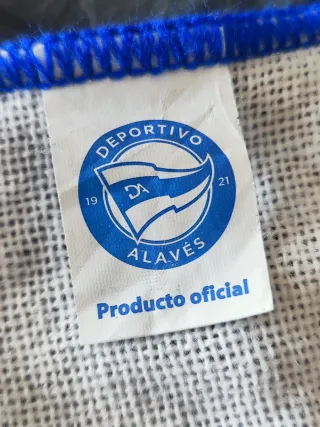 DEPORTIVO
19 21
DA
ALAVÉS
Producto oficial